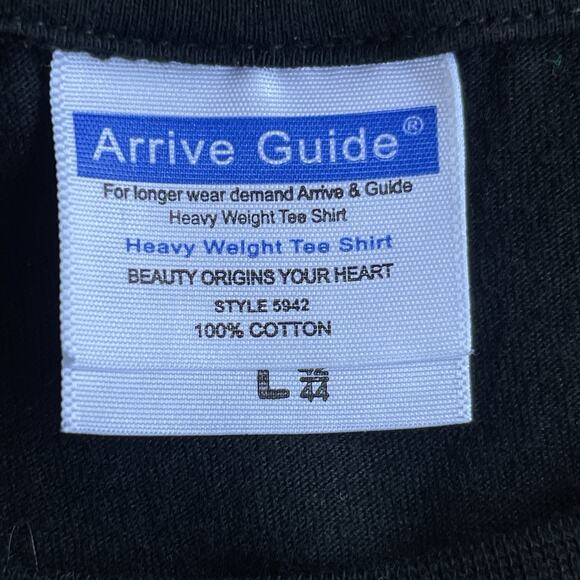 Arrive Guide®
For longer wear demand Arrive & Guide
Heavy Weight Tee Shirt
Heavy Weight Tee Shirt
BEAUTY ORIGINS YOUR HEART
STYLE 5942
100% COTTON
L 42
44